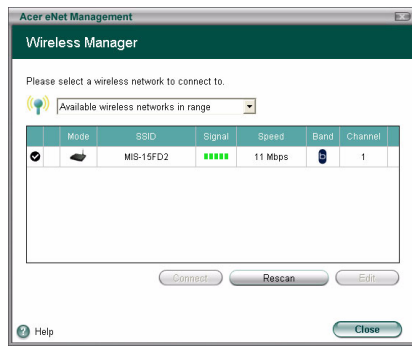 Acer eNet Management
Wireless Manager
Please select a wireless network to connect to.
Available wireless networks in range
Mode SSID Signal Speed Band Channel
MIS-15FD2 11 Mbps b 1
Connect Rescan Edit
Help Close